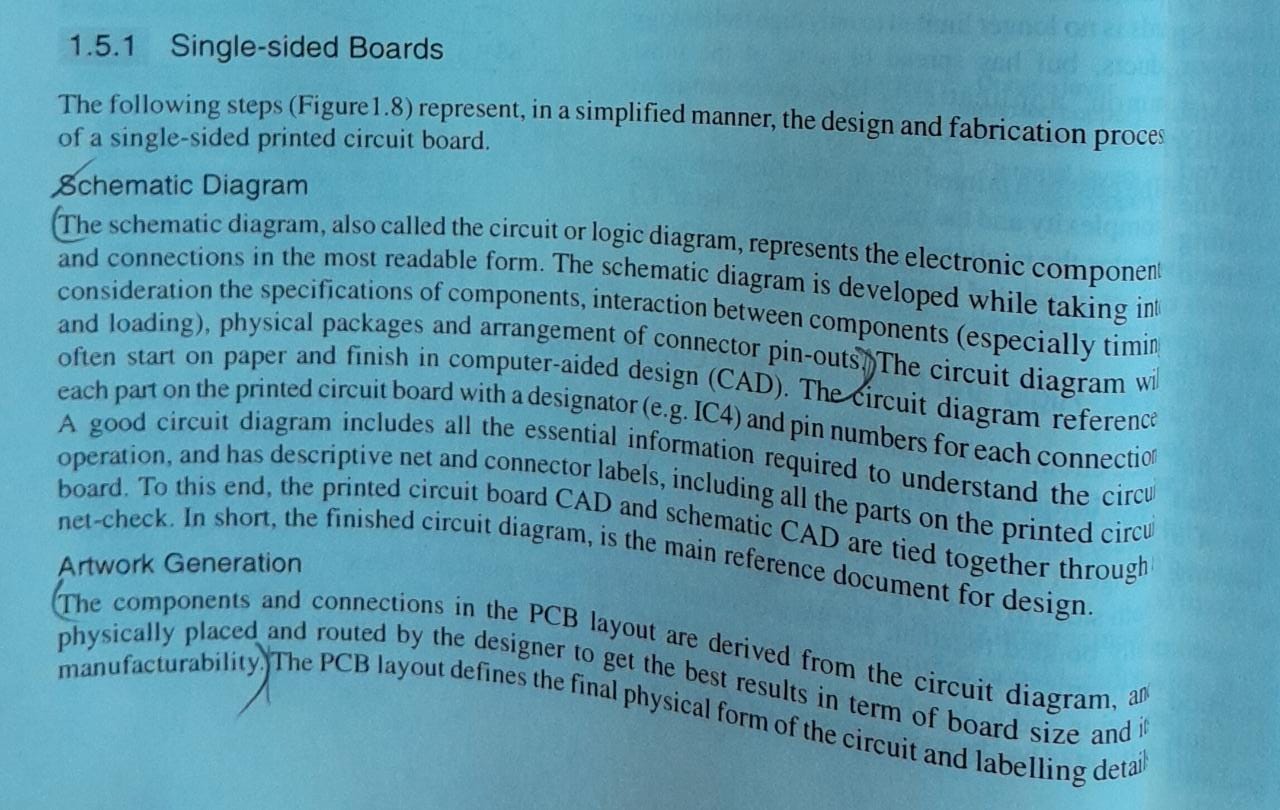 1.5.1 Single-sided Boards
The following steps (Figure1.8) represent, in a simplified manner, the design and fabrication proces
of a single-sided printed circuit board.
Schematic Diagram
(The schematic diagram, also called the circuit or logic diagram, represents the electronic component
and connections in the most readable form. The schematic diagram is developed while taking int
consideration the specifications of components, interaction between components (especially timin
and loading), physical packages and arrangement of connector pin-outs.) The circuit diagram wil
often start on paper and finish in computer-aided design (CAD). The circuit diagram reference
each part on the printed circuit board with a designator (e.g. IC4) and pin numbers for each connection
A good circuit diagram includes all the essential information required to understand the circui
operation, and has descriptive net and connector labels, including all the parts on the printed circui
board. To this end, the printed circuit board CAD and schematic CAD are tied together through
net-check. In short, the finished circuit diagram, is the main reference document for design.
Artwork Generation
(The components and connections in the PCB layout are derived from the circuit diagram, an
physically placed and routed by the designer to get the best results in term of board size and it
manufacturability.) The PCB layout defines the final physical form of the circuit and labelling detail